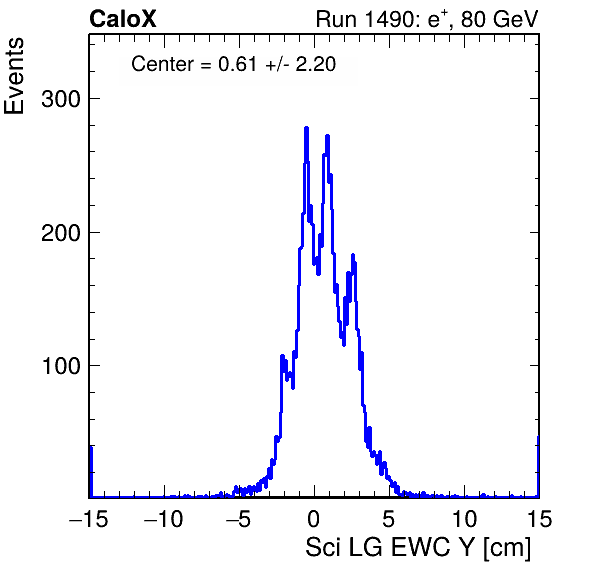 CaloX Run 1490: e⁺, 80 GeV
Center = 0.61 +/- 2.20
Events
300
200
100
−15 −10 −5 0 5 10 15
Sci LG EWC Y [cm]